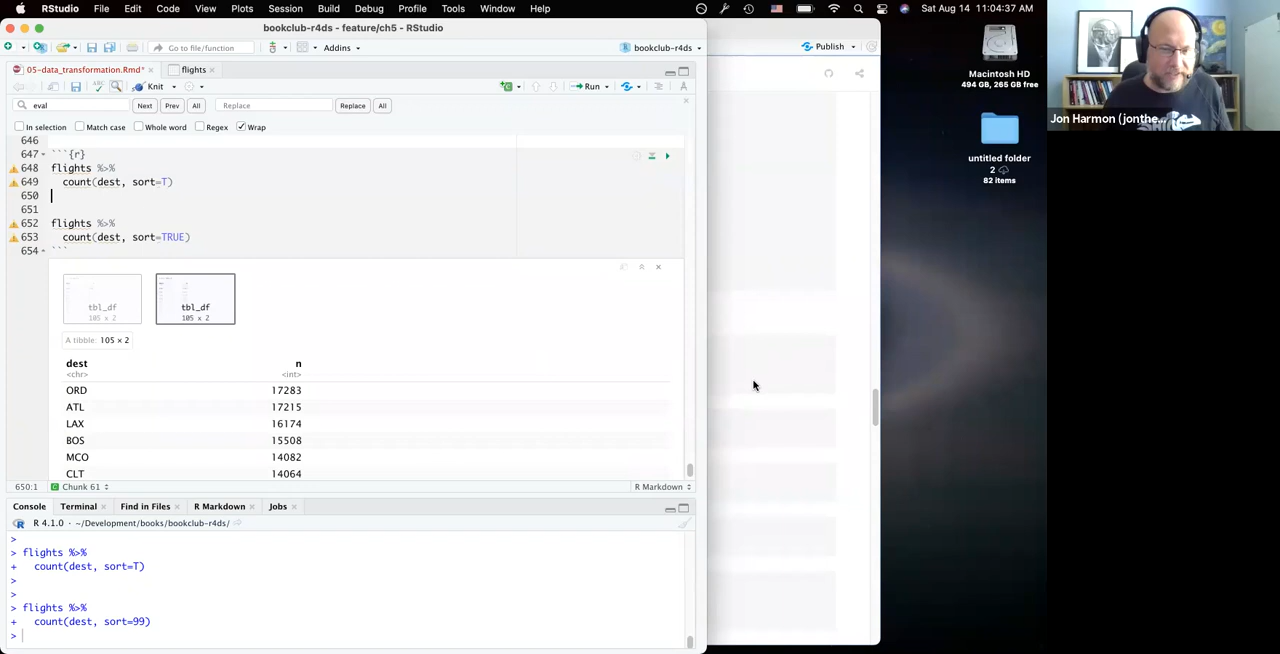 RStudio File Edit Code View Plots Session Build Debug Profile Tools Window Help Sat Aug 14 11:04:37 AM
bookclub-r4ds - feature/ch5 - RStudio
Go to file/function Addins bookclub-r4ds Publish
05-data_transformation.Rmd* flights
Knit Run
eval Next Prev All Replace Replace All
In selection Match case Whole word Regex Wrap
646
647 ```{r}
648 flights %>%
649 count(dest, sort=T)
650
651
652 flights %>%
653 count(dest, sort=TRUE)
654 ```
tbl_df tbl_df
105 x 2 105 x 2
A tibble: 105 × 2
dest n
<chr> <int>
ORD 17283
ATL 17215
LAX 16174
BOS 15508
MCO 14082
CLT 14064
650:1 Chunk 61 R Markdown
Console Terminal Find in Files R Markdown Jobs
R 4.1.0 · ~/Development/books/bookclub-r4ds/
>
> flights %>%
+ count(dest, sort=T)
>
>
> flights %>%
+ count(dest, sort=99)
>
Macintosh HD
494 GB, 265 GB free
untitled folder
2
82 items
Jon Harmon (jonthe...